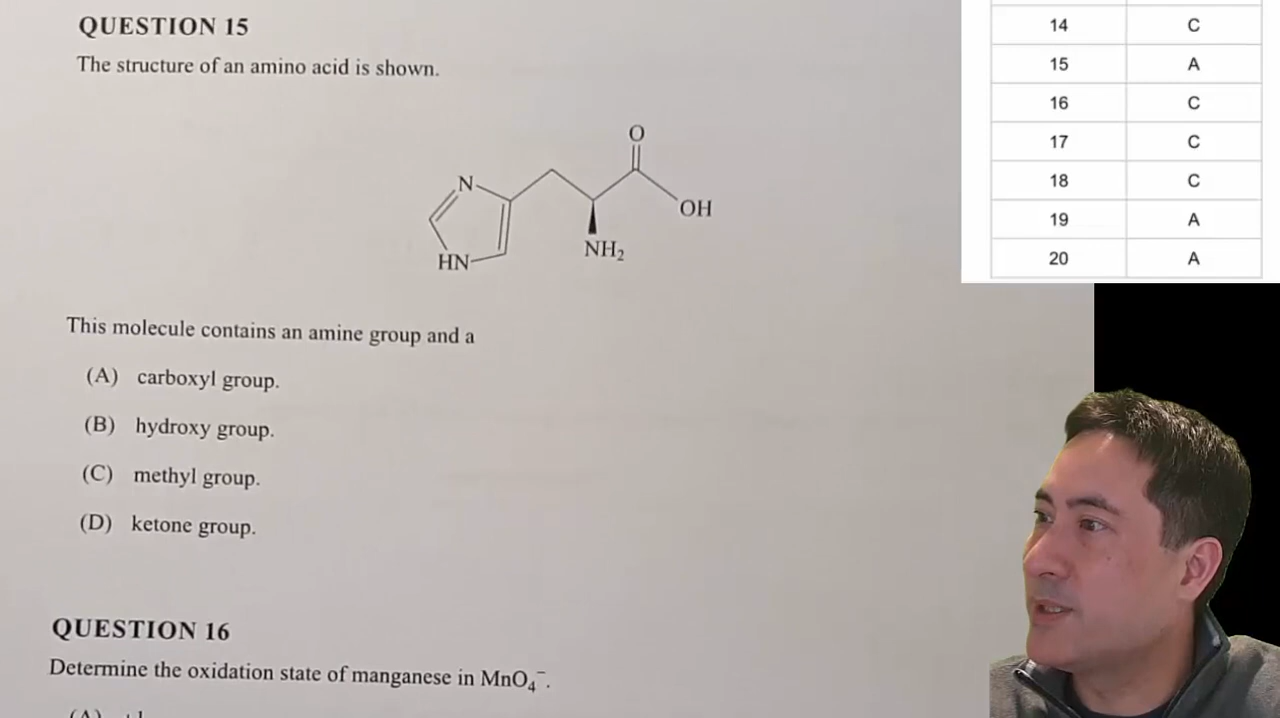 QUESTION 15
The structure of an amino acid is shown.
O
N
OH
HN
NH₂
This molecule contains an amine group and a
(A) carboxyl group.
(B) hydroxy group.
(C) methyl group.
(D) ketone group.
QUESTION 16
Determine the oxidation state of manganese in MnO₄⁻.
14 C
15 A
16 C
17 C
18 C
19 A
20 A